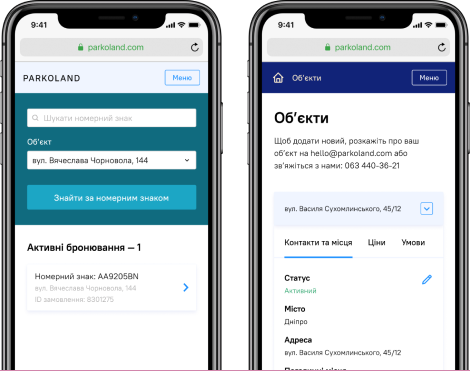 9:41
parkoland.com
PARKOLAND
Меню
Шукати номерний знак
Об'єкт
вул. Вячеслава Чорновола, 144
Знайти за номерним знаком
Активні бронювання — 1
Номерний знак: AA9205BN
вул. Вячеслава Чорновола, 144
ID замовлення: 8301275
9:41
parkoland.com
Об'єкти
Меню
Об'єкти
Щоб додати новий, розкажіть про ваш
об'єкт на hello@parkoland.com або
зв'яжіться з нами: 063 440-36-21
вул. Василя Сухомлинського, 45/12
Контакти та місця
Ціни
Умови
Статус
Активний
Місто
Дніпро
Адреса
вул. Василя Сухомлинського, 45/12